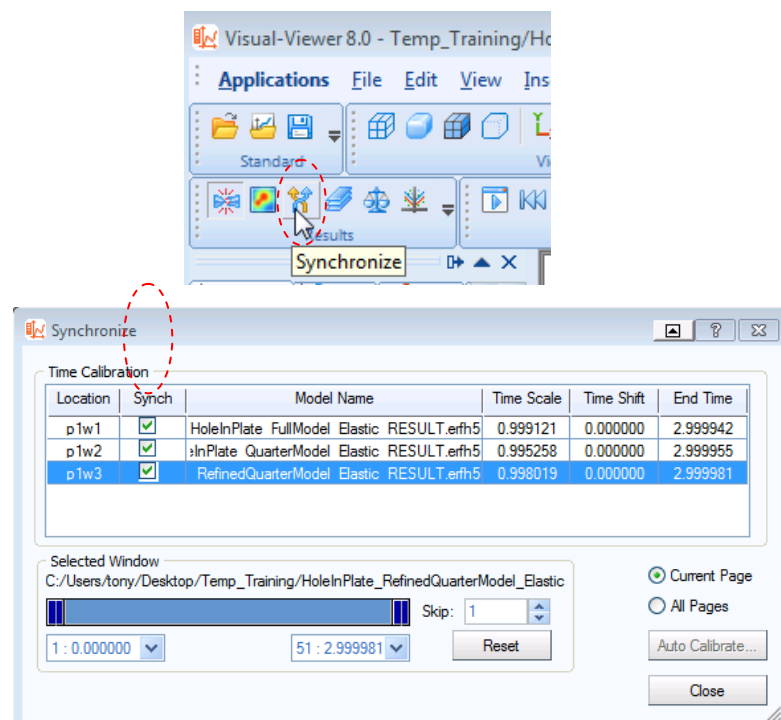 Visual-Viewer 8.0 - Temp_Training/Ho
Applications File Edit View Ins
Standard Vi
Results
Synchronize
Synchronize
Time Calibration
Location Synch Model Name Time Scale Time Shift End Time
p1w1 HoleInPlate FullModel Elastic RESULT.erfh5 0.999121 0.000000 2.999942
p1w2 eInPlate QuarterModel Elastic RESULT.erfh5 0.995258 0.000000 2.999955
p1w3 RefinedQuarterModel Elastic RESULT.erfh5 0.998019 0.000000 2.999981
Selected Window
C:/Users/tony/Desktop/Temp_Training/HoleInPlate_RefinedQuarterModel_Elastic
Current Page
Skip: 1
All Pages
1 : 0.000000 51 : 2.999981 Reset Auto Calibrate...
Close